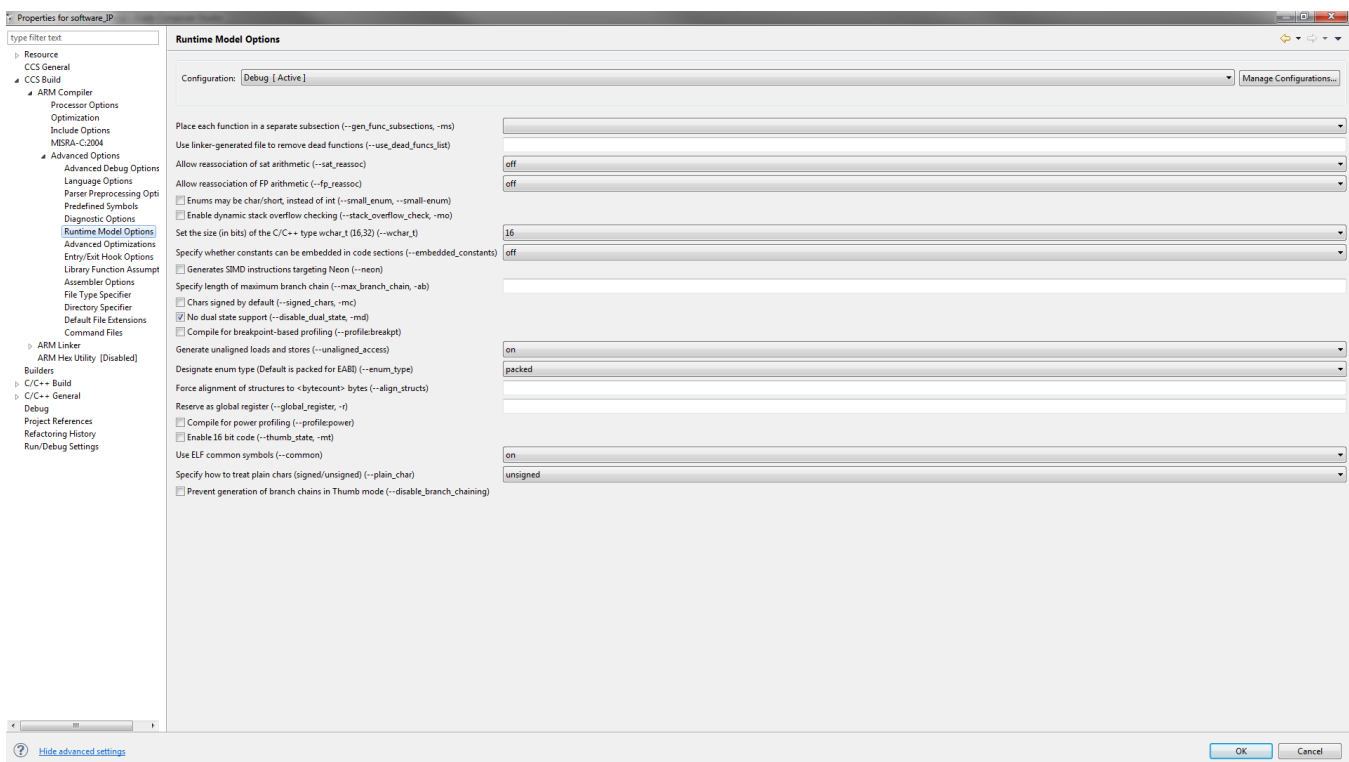 Properties for software_IP
type filter text
Resource
CCS General
CCS Build
ARM Compiler
Processor Options
Optimization
Include Options
MISRA-C:2004
Advanced Options
Advanced Debug Options
Language Options
Parser Preprocessing Opti
Predefined Symbols
Diagnostic Options
Runtime Model Options
Advanced Optimizations
Entry/Exit Hook Options
Library Function Assumpt
Assembler Options
File Type Specifier
Directory Specifier
Default File Extensions
Command Files
ARM Linker
ARM Hex Utility [Disabled]
Builders
C/C++ Build
C/C++ General
Debug
Project References
Refactoring History
Run/Debug Settings
Runtime Model Options
Configuration: Debug [ Active ] Manage Configurations...
Place each function in a separate subsection (--gen_func_subsections, -ms)
Use linker-generated file to remove dead functions (--use_dead_funcs_list)
Allow reassociation of sat arithmetic (--sat_reassoc) off
Allow reassociation of FP arithmetic (--fp_reassoc) off
Enums may be char/short, instead of int (--small_enum, --small-enum)
Enable dynamic stack overflow checking (--stack_overflow_check, -mo)
Set the size (in bits) of the C/C++ type wchar_t (16,32) (--wchar_t) 16
Specify whether constants can be embedded in code sections (--embedded_constants) off
Generates SIMD instructions targeting Neon (--neon)
Specify length of maximum branch chain (--max_branch_chain, -ab)
Chars signed by default (--signed_chars, -mc)
No dual state support (--disable_dual_state, -md)
Compile for breakpoint-based profiling (--profile:breakpt)
Generate unaligned loads and stores (--unaligned_access) on
Designate enum type (Default is packed for EABI) (--enum_type) packed
Force alignment of structures to <bytecount> bytes (--align_structs)
Reserve as global register (--global_register, -r)
Compile for power profiling (--profile:power)
Enable 16 bit code (--thumb_state, -mt)
Use ELF common symbols (--common) on
Specify how to treat plain chars (signed/unsigned) (--plain_char) unsigned
Prevent generation of branch chains in Thumb mode (--disable_branch_chaining)
? Hide advanced settings
OK Cancel